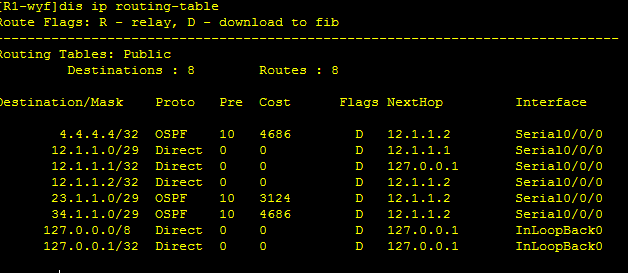 [R1-wyf]dis ip routing-table
Route Flags: R - relay, D - download to fib
------------------------------------------------------------------------------
Routing Tables: Public
         Destinations : 8        Routes : 8
Destination/Mask    Proto   Pre  Cost      Flags NextHop         Interface
        4.4.4.4/32  OSPF    10   4686        D   12.1.1.2        Serial0/0/0
       12.1.1.0/29  Direct  0    0           D   12.1.1.1        Serial0/0/0
       12.1.1.1/32  Direct  0    0           D   127.0.0.1       Serial0/0/0
       12.1.1.2/32  Direct  0    0           D   12.1.1.2        Serial0/0/0
       23.1.1.0/29  OSPF    10   3124        D   12.1.1.2        Serial0/0/0
       34.1.1.0/29  OSPF    10   4686        D   12.1.1.2        Serial0/0/0
      127.0.0.0/8   Direct  0    0           D   127.0.0.1       InLoopBack0
      127.0.0.1/32  Direct  0    0           D   127.0.0.1       InLoopBack0